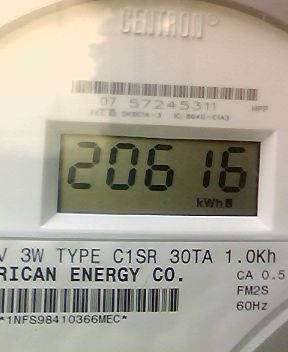 CENTRON®
07 57245311
HPP
20616
kWh
V 3W TYPE C1SR 30TA 1.0Kh
RICAN ENERGY CO.
CA 0.5
FM2S
60Hz
*1NFS98410366MEC*